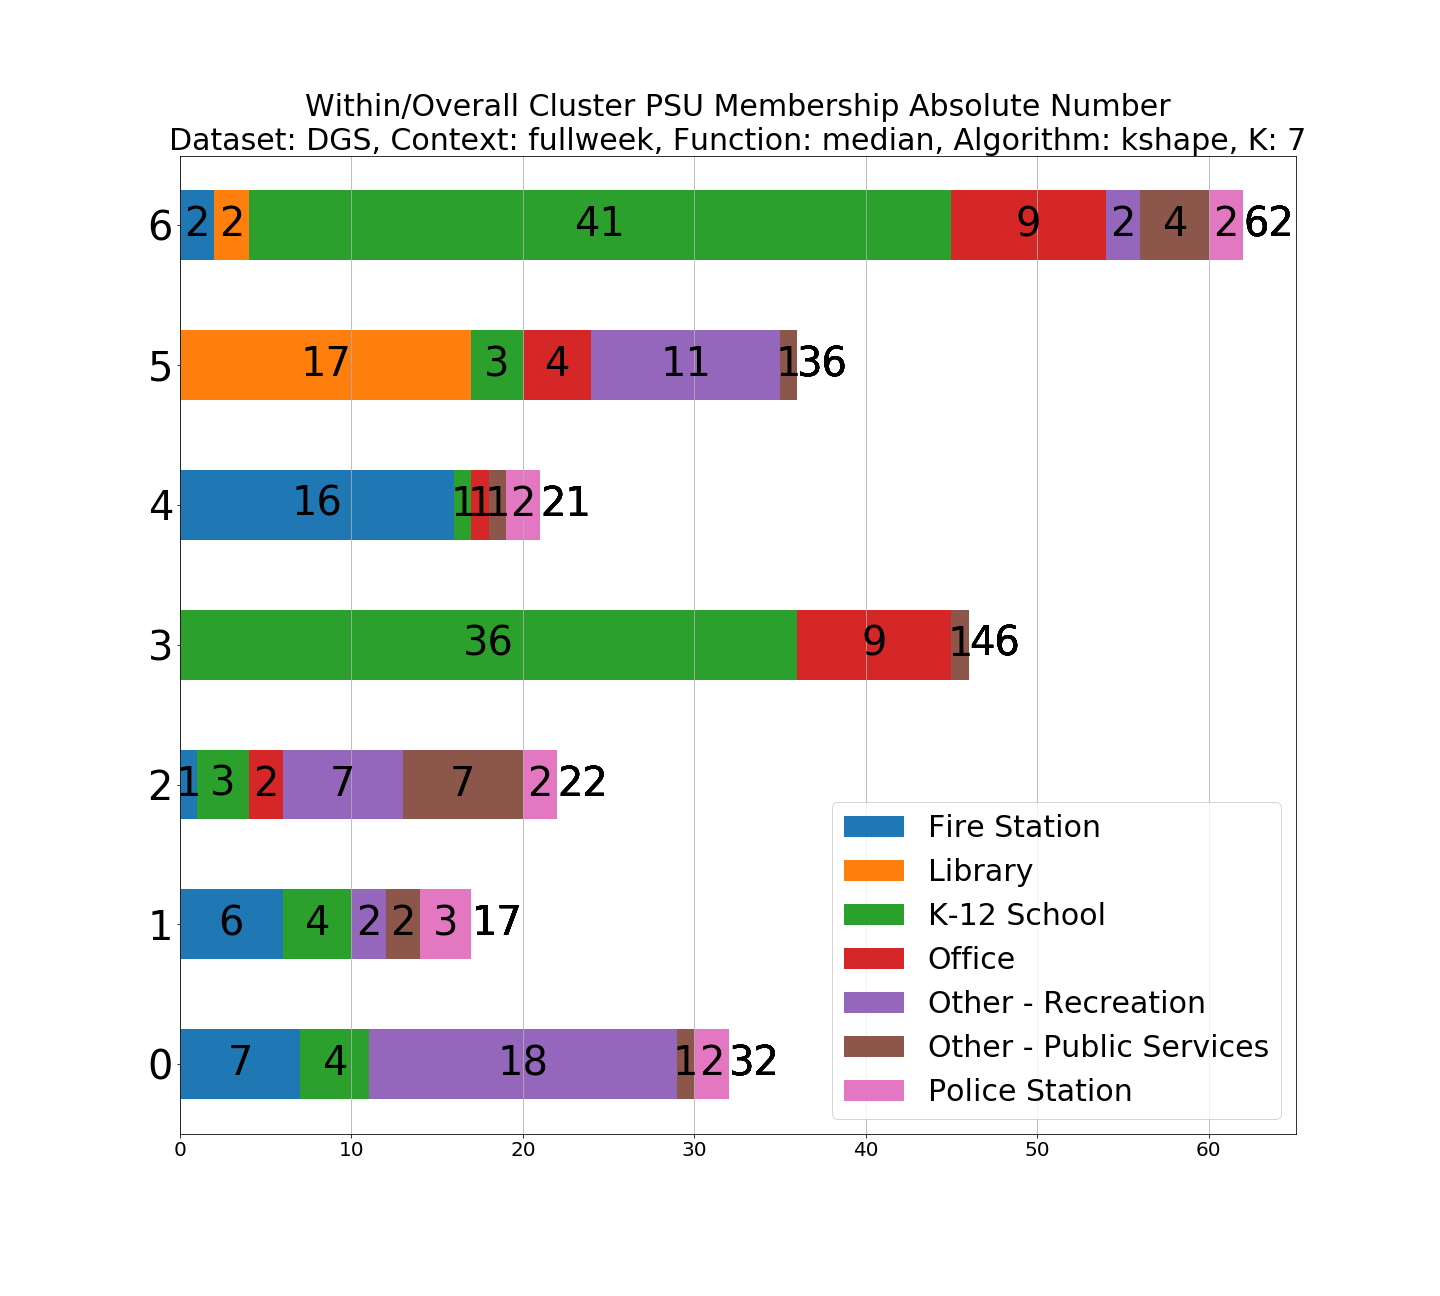 Within/Overall Cluster PSU Membership Absolute Number
Dataset: DGS, Context: fullweek, Function: median, Algorithm: kshape, K: 7
6 2 2 41 9 2 4 2 62
5 17 3 4 11 1 36
4 16 1 1 1 2 21
3 36 9 1 46
2 1 3 2 7 7 2 22
1 6 4 2 2 3 17
0 7 4 18 1 2 32
Fire Station
Library
K-12 School
Office
Other - Recreation
Other - Public Services
Police Station
0 10 20 30 40 50 60